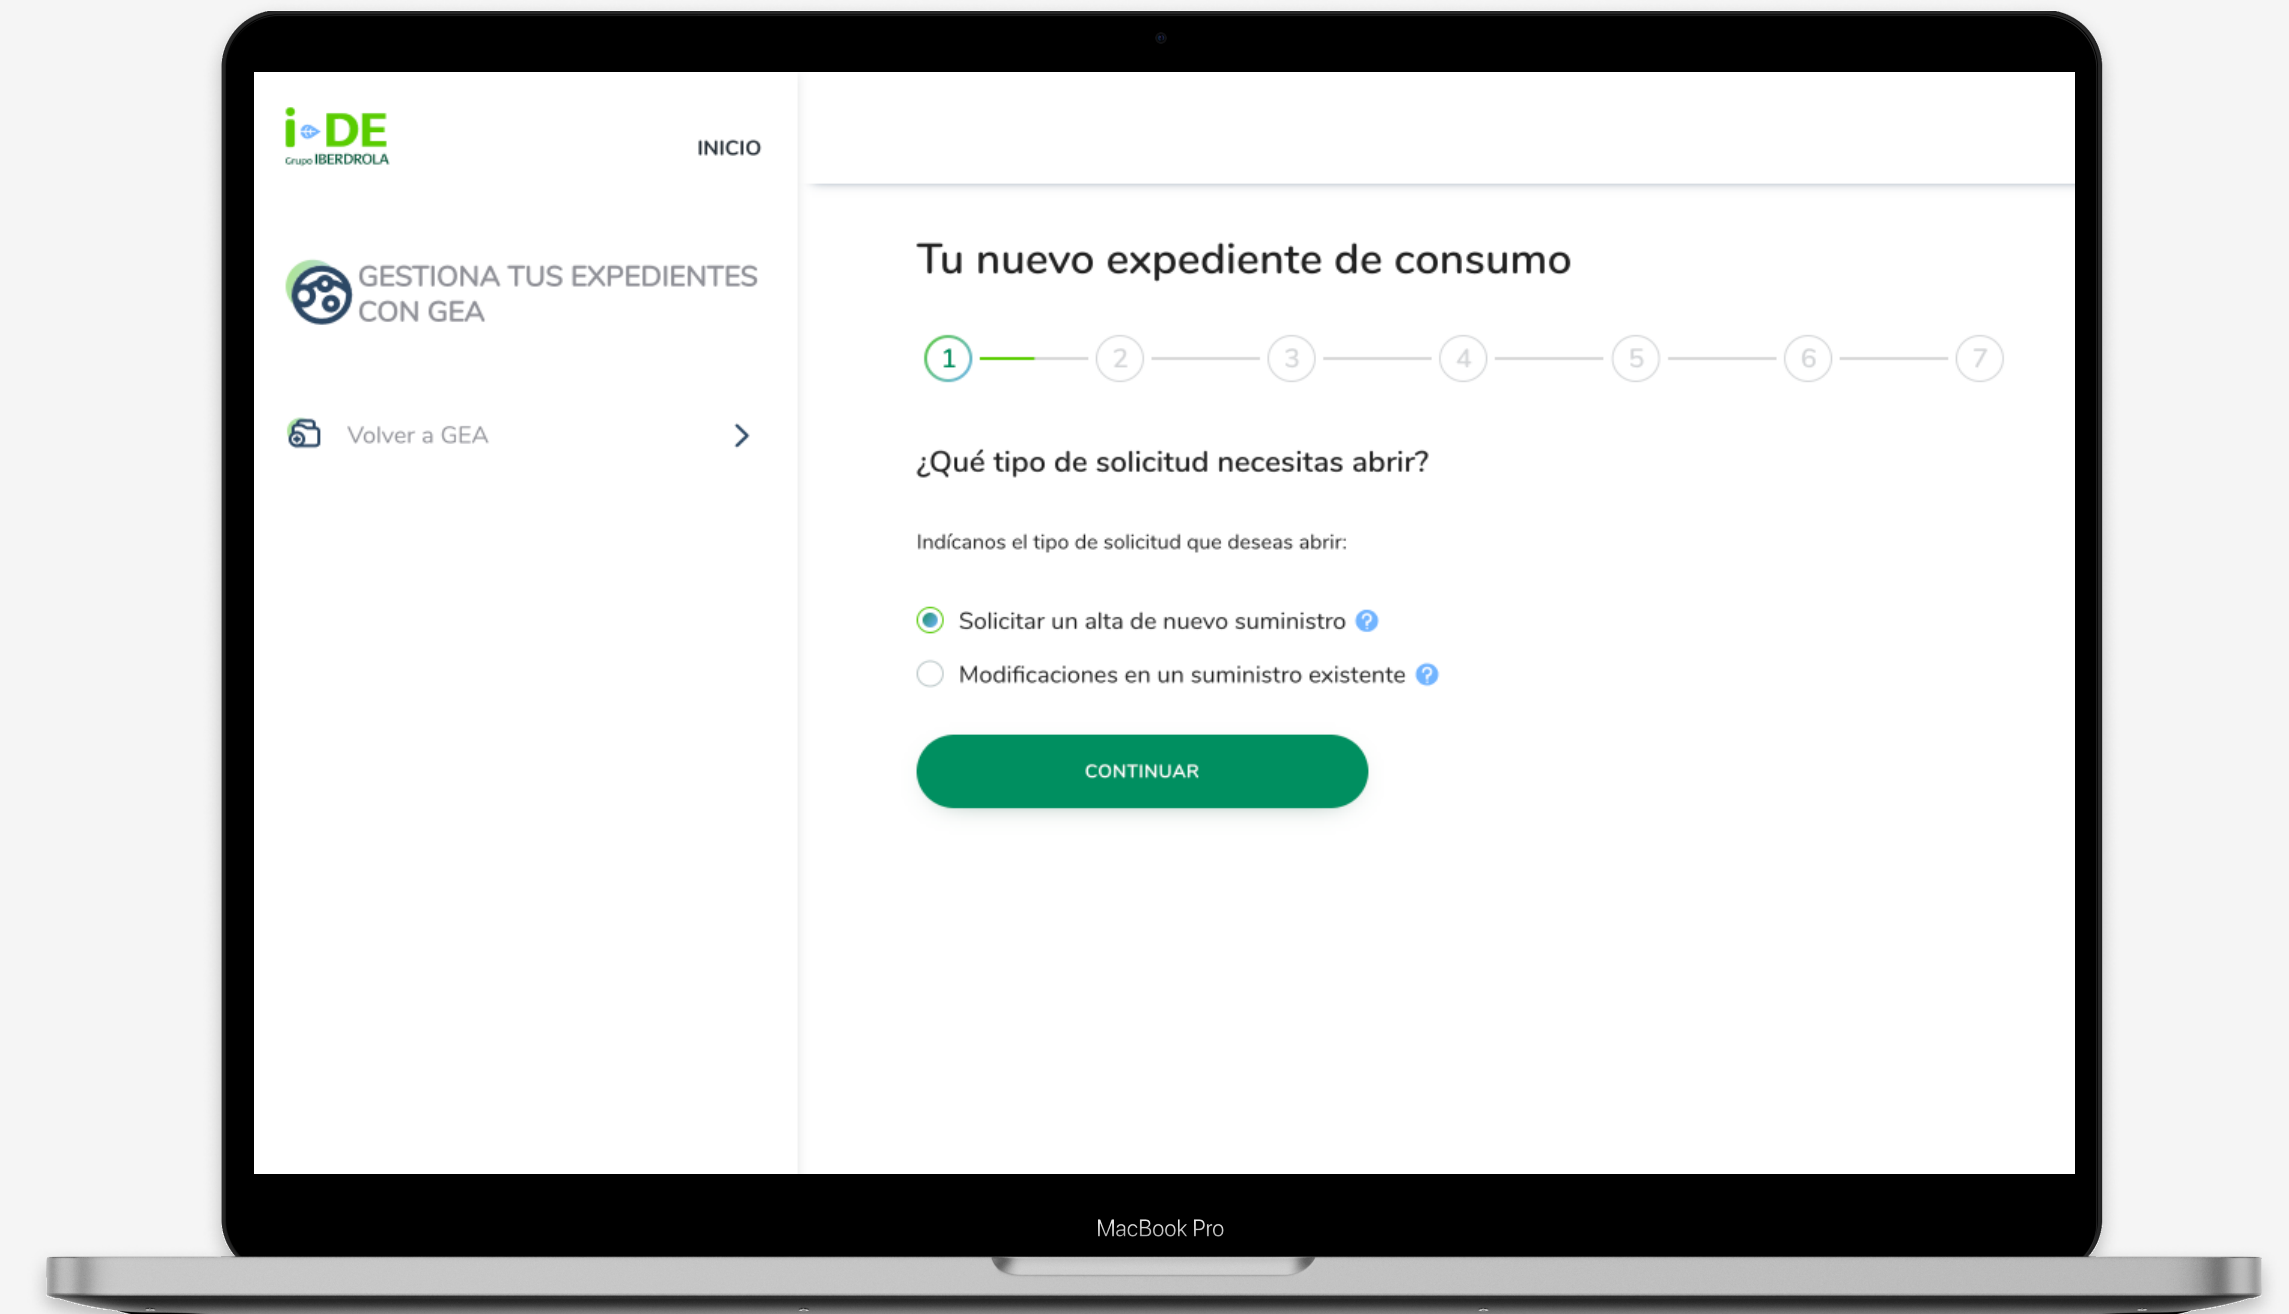 i-DE
Grupo IBERDROLA
INICIO
GESTIONA TUS EXPEDIENTES
CON GEA
Volver a GEA
Tu nuevo expediente de consumo
1 2 3 4 5 6 7
¿Qué tipo de solicitud necesitas abrir?
Indícanos el tipo de solicitud que deseas abrir:
Solicitar un alta de nuevo suministro ?
Modificaciones en un suministro existente ?
CONTINUAR
MacBook Pro